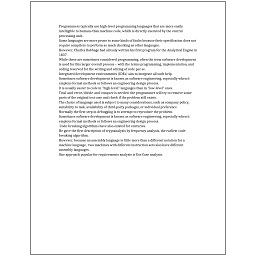 Programmers typically use high-level programming languages that are more easily
intelligible to humans than machine code, which is directly executed by the central
processing unit.
Some languages are more prone to some kinds of faults because their specification does not
require compilers to perform as much checking as other languages.
However, Charles Babbage had already written his first program for the Analytical Engine in
1837.
While these are sometimes considered programming, often the term software development
is used for this larger overall process – with the terms programming, implementation, and
coding reserved for the writing and editing of code per se.
Integrated development environments (IDEs) aim to integrate all such help.
Sometimes software development is known as software engineering, especially when it
employs formal methods or follows an engineering design process.
It is usually easier to code in "high-level" languages than in "low-level" ones.
Trial-and-error/divide-and-conquer is needed: the programmer will try to remove some
parts of the original test case and check if the problem still exists.
The choice of language used is subject to many considerations, such as company policy,
suitability to task, availability of third-party packages, or individual preference.
Normally the first step in debugging is to attempt to reproduce the problem.
Sometimes software development is known as software engineering, especially when it
employs formal methods or follows an engineering design process.
Code-breaking algorithms have also existed for centuries.
He gave the first description of cryptanalysis by frequency analysis, the earliest code-
breaking algorithm.
However, because an assembly language is little more than a different notation for a
machine language, two machines with different instruction sets also have different
assembly languages.
One approach popular for requirements analysis is Use Case analysis.